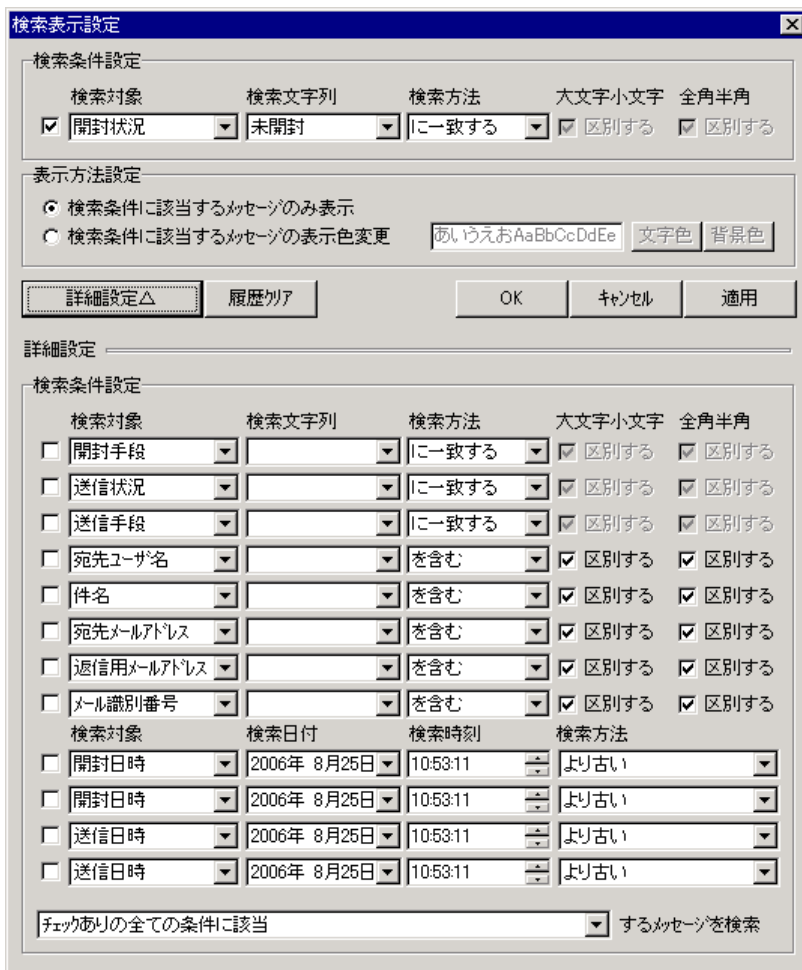 検索表示設定
検索条件設定
検索対象 検索文字列 検索方法 大文字小文字 全角半角
開封状況 未開封 に一致する 区別する 区別する
表示方法設定
検索条件に該当するﾒｯｾｰｼﾞのみ表示
検索条件に該当するﾒｯｾｰｼﾞの表示色変更 あいうえおAaBbCcDdEe 文字色 背景色
詳細設定△ 履歴ｸﾘｱ OK ｷｬﾝｾﾙ 適用
詳細設定
検索条件設定
検索対象 検索文字列 検索方法 大文字小文字 全角半角
開封手段 に一致する 区別する 区別する
送信状況 に一致する 区別する 区別する
送信手段 に一致する 区別する 区別する
宛先ﾕｰｻﾞ名 を含む 区別する 区別する
件名 を含む 区別する 区別する
宛先ﾒｰﾙｱﾄﾞﾚｽ を含む 区別する 区別する
返信用ﾒｰﾙｱﾄﾞﾚｽ を含む 区別する 区別する
ﾒｰﾙ識別番号 を含む 区別する 区別する
検索対象 検索日付 検索時刻 検索方法
開封日時 2006年 8月25日 10:53:11 より古い
開封日時 2006年 8月25日 10:53:11 より古い
送信日時 2006年 8月25日 10:53:11 より古い
送信日時 2006年 8月25日 10:53:11 より古い
ﾁｪｯｸありの全ての条件に該当 するﾒｯｾｰｼﾞを検索